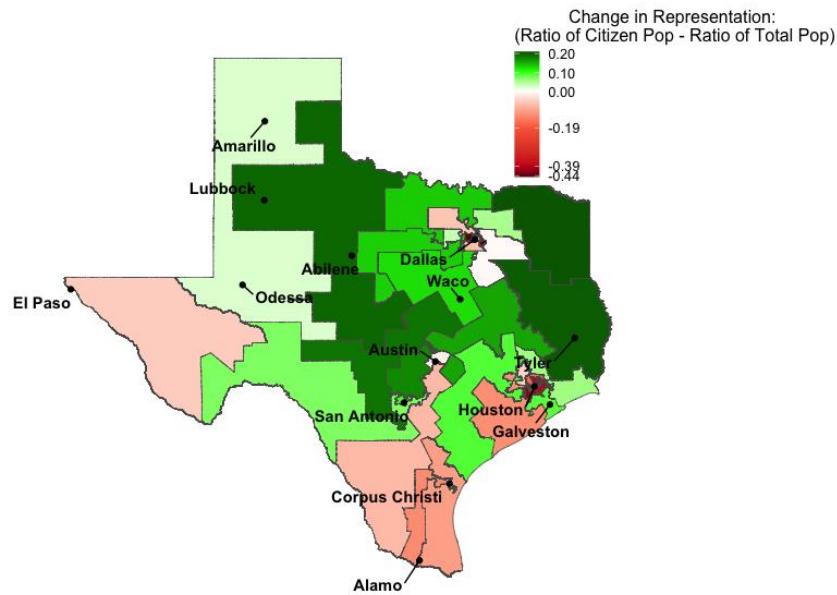 Change in Representation:
(Ratio of Citizen Pop - Ratio of Total Pop)
0.20
0.10
0.00
-0.19
-0.39
-0.44
Amarillo
Lubbock
Dallas
Abilene
Waco
El Paso
Odessa
Austin
Tyler
San Antonio
Houston
Galveston
Corpus Christi
Alamo